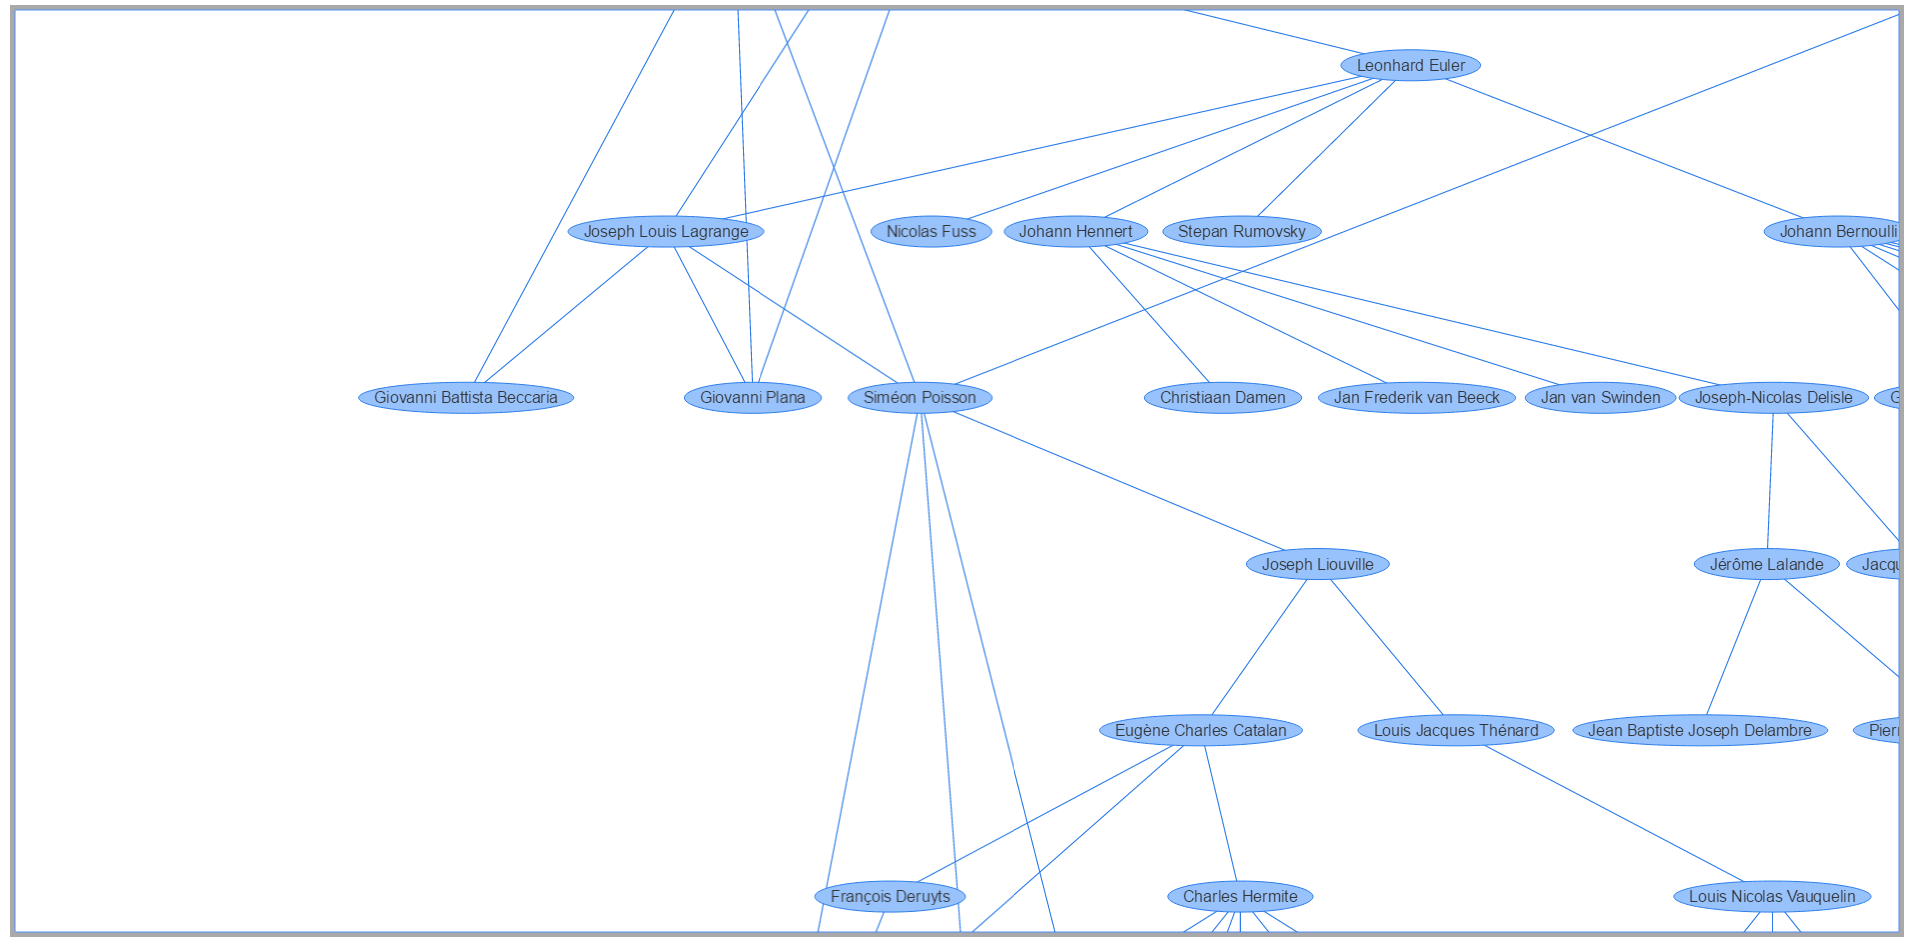 Leonhard Euler
Joseph Louis Lagrange
Nicolas Fuss
Johann Hennert
Stepan Rumovsky
Johann Bernoulli
Giovanni Battista Beccaria
Giovanni Plana
Siméon Poisson
Christiaan Damen
Jan Frederik van Beeck
Jan van Swinden
Joseph-Nicolas Delisle
Joseph Liouville
Jérôme Lalande
Eugène Charles Catalan
Louis Jacques Thénard
Jean Baptiste Joseph Delambre
François Deruyts
Charles Hermite
Louis Nicolas Vauquelin